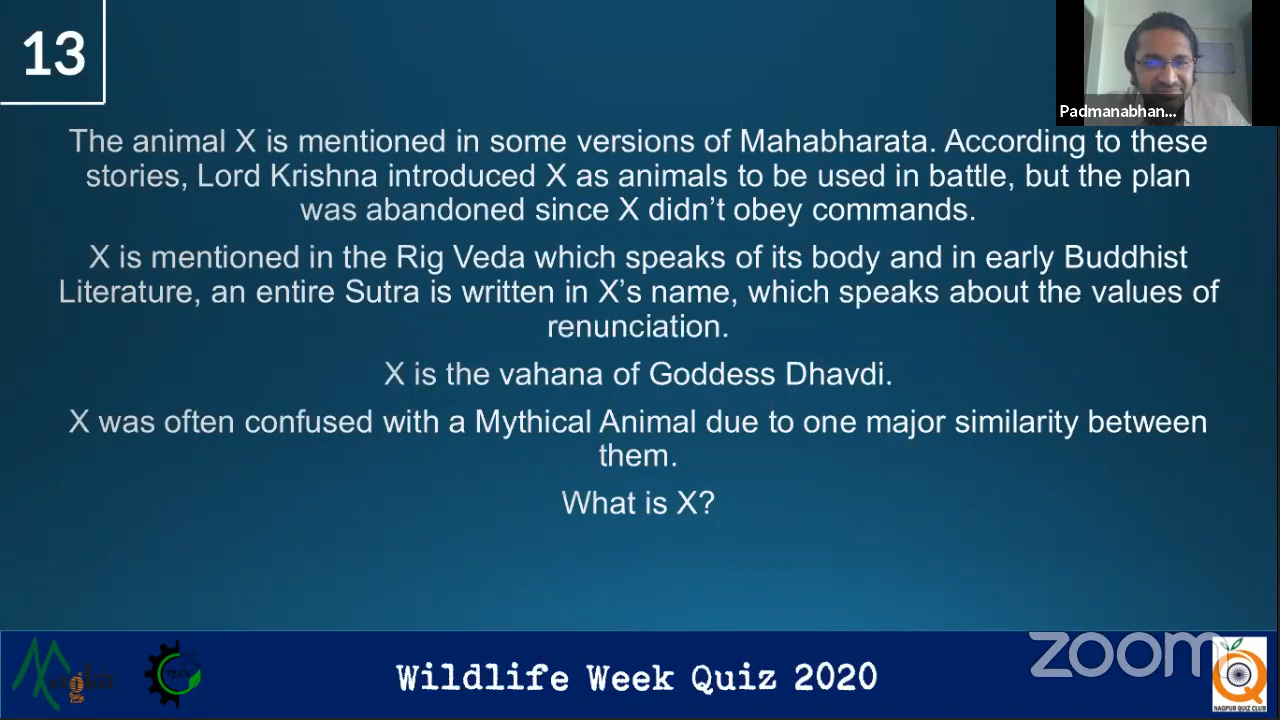 13
Padmanabhan...
The animal X is mentioned in some versions of Mahabharata. According to these
stories, Lord Krishna introduced X as animals to be used in battle, but the plan
was abandoned since X didn't obey commands.
X is mentioned in the Rig Veda which speaks of its body and in early Buddhist
Literature, an entire Sutra is written in X's name, which speaks about the values of
renunciation.
X is the vahana of Goddess Dhavdi.
X was often confused with a Mythical Animal due to one major similarity between
them.
What is X?
Wildlife Week Quiz 2020
zoom
NAGPUR QUIZ CLUB